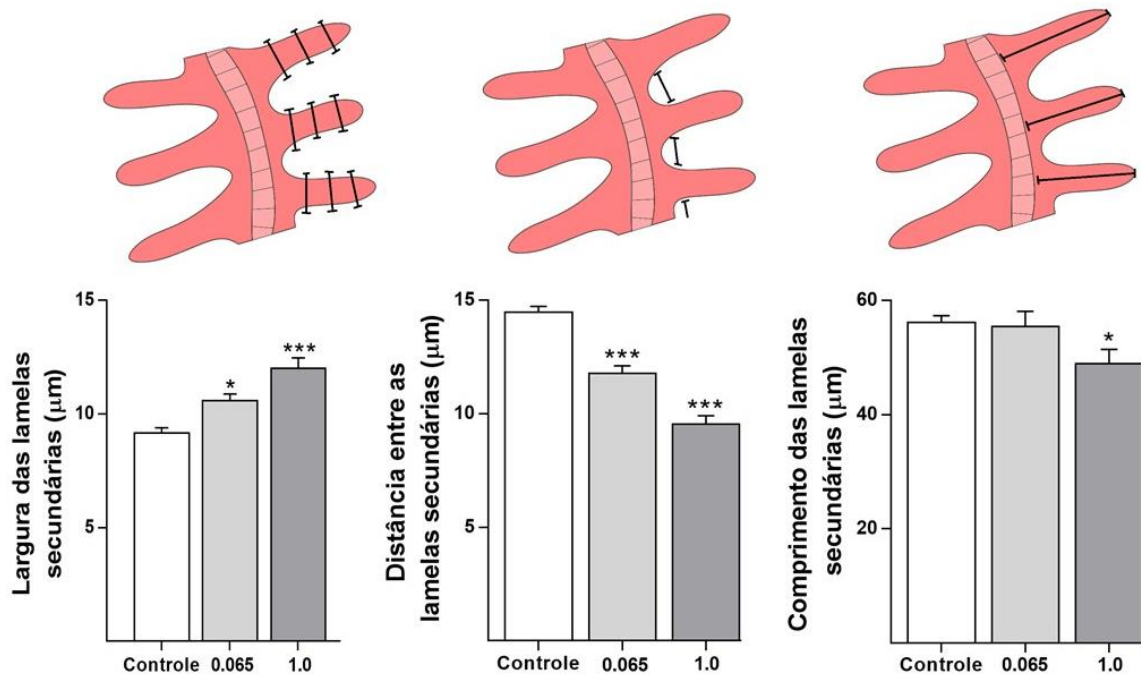 Largura das lamelas
secundárias (μm)
15
10
5
*
***
Controle 0.065 1.0
Distância entre as
lamelas secundárias (μm)
15
10
5
***
***
Controle 0.065 1.0
Comprimento das lamelas
secundárias (μm)
60
40
20
*
Controle 0.065 1.0